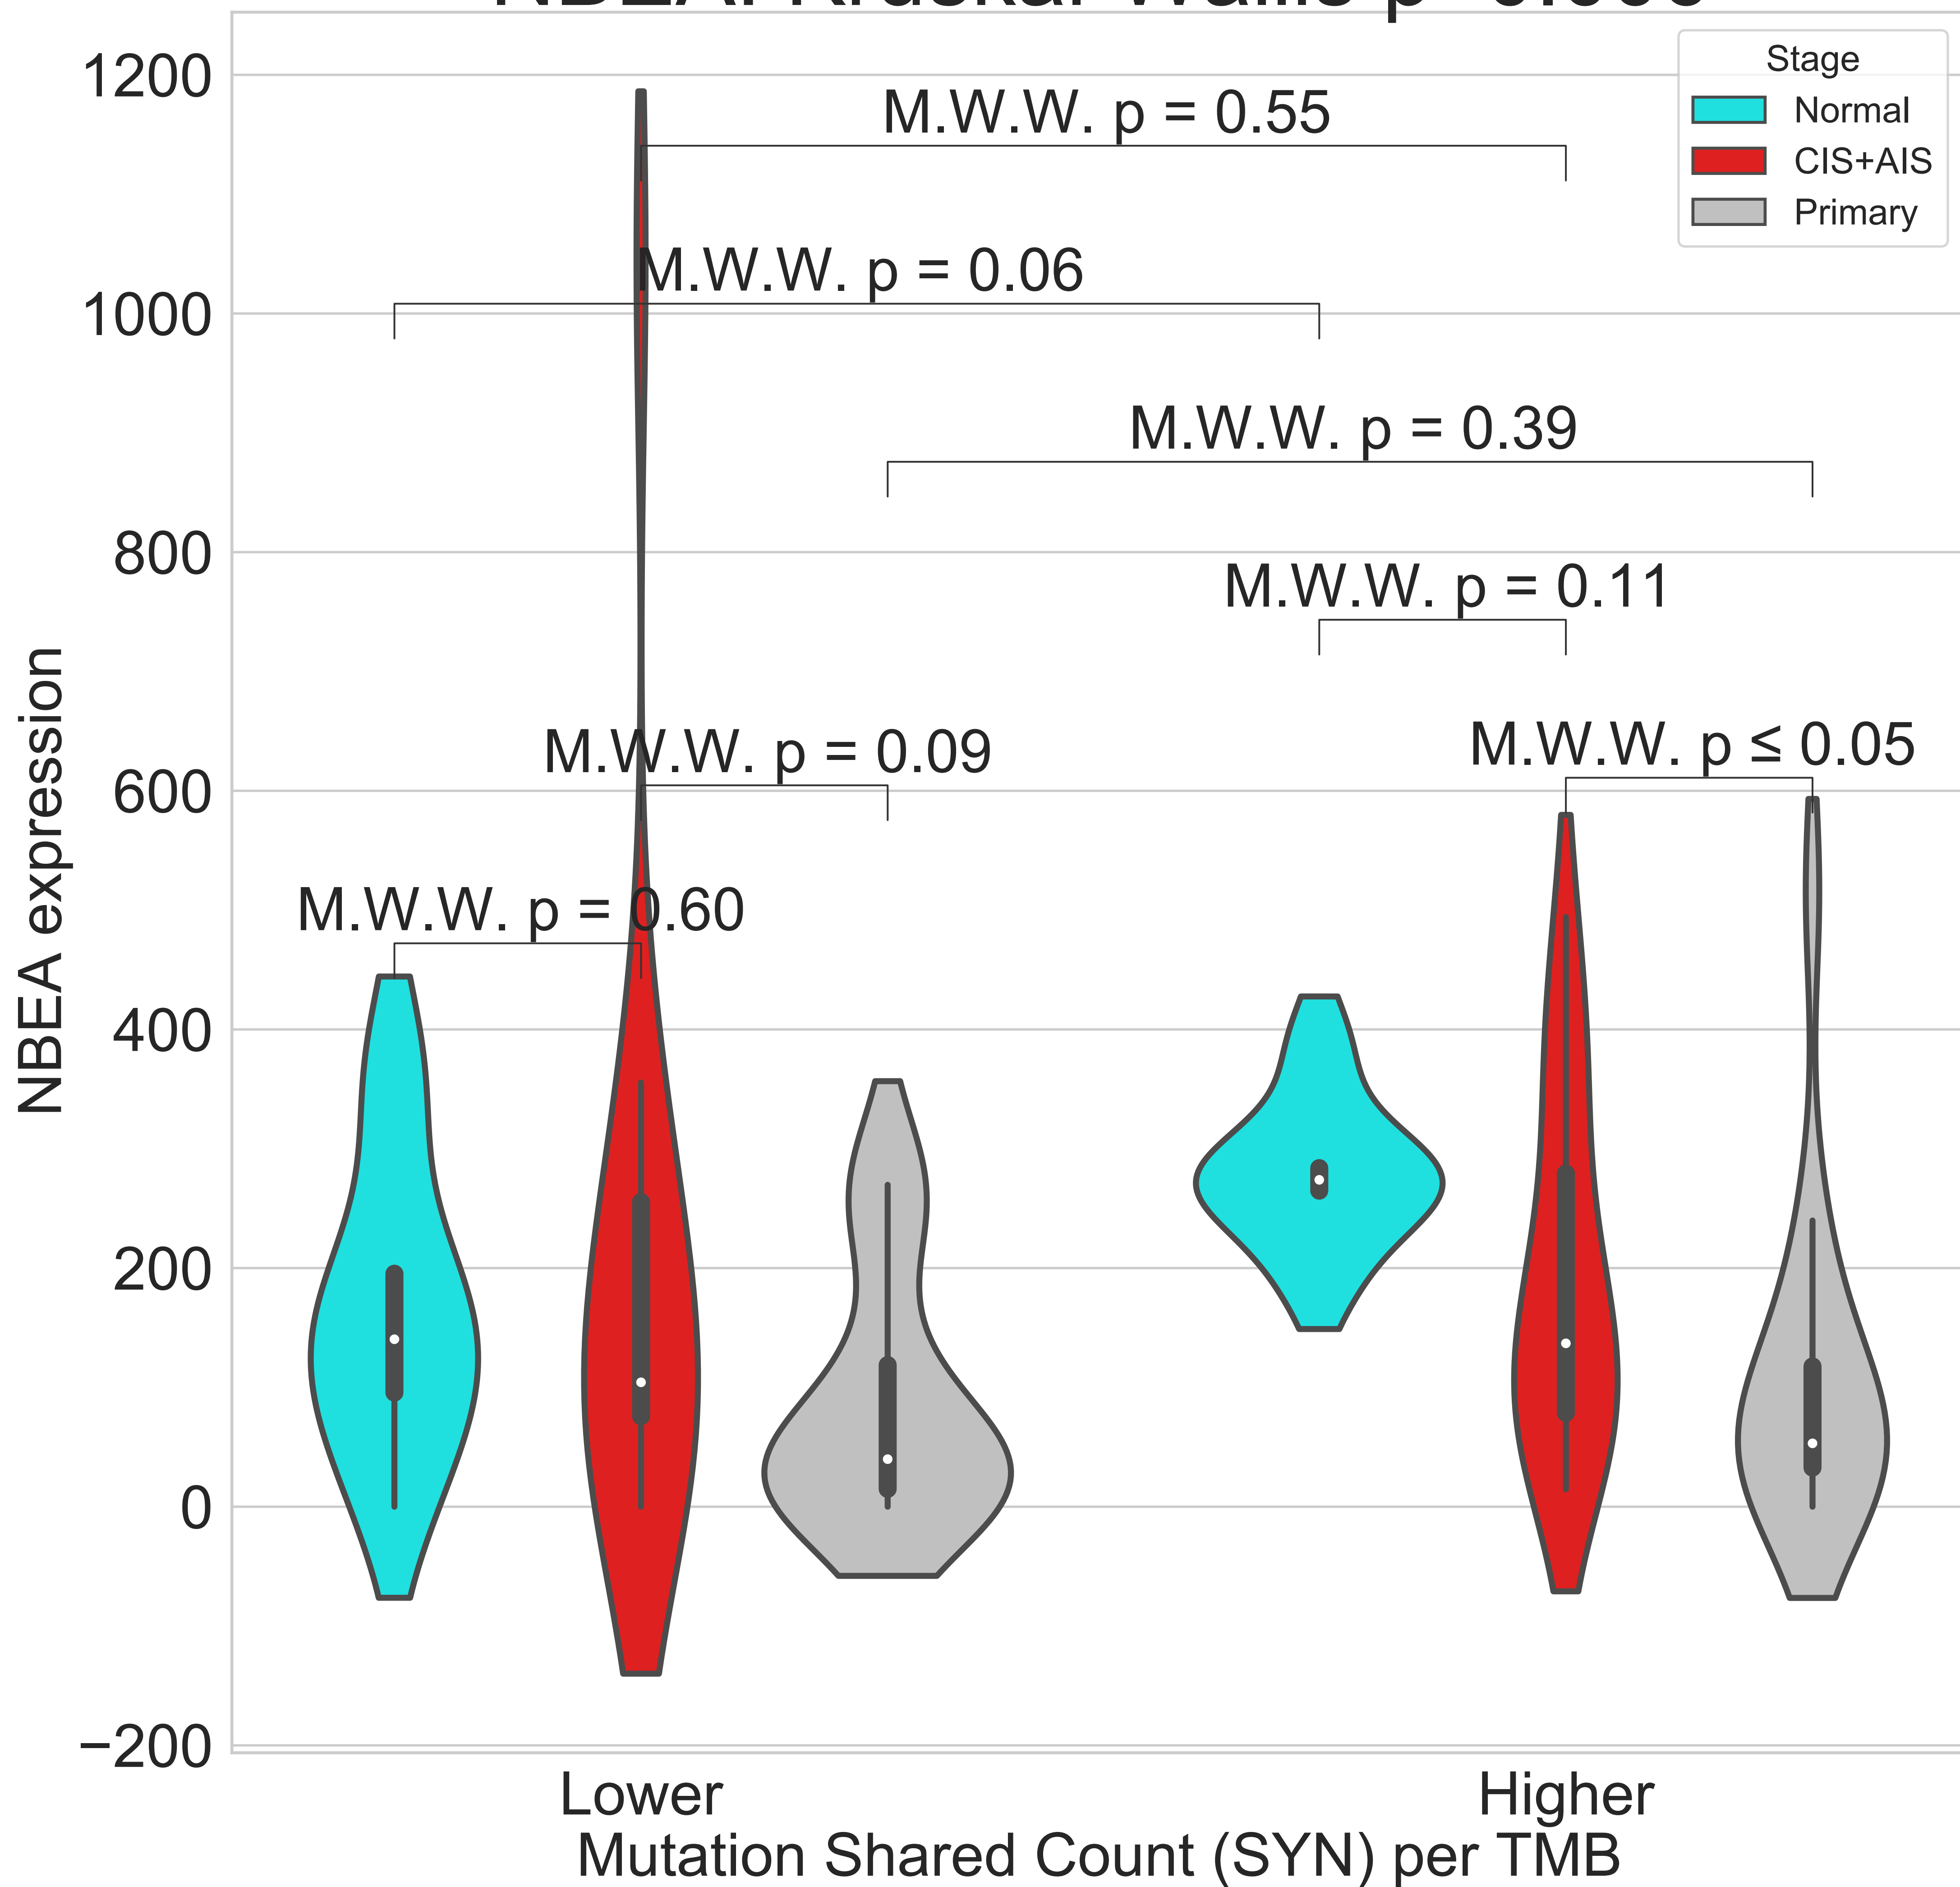 1200
1000
800
600
400
200
0
−200
NBEA expression
Stage
Normal
CIS+AIS
Primary
M.W.W. p = 0.55
M.W.W. p = 0.06
M.W.W. p = 0.39
M.W.W. p = 0.11
M.W.W. p = 0.09
M.W.W. p ≤ 0.05
M.W.W. p = 0.60
Lower
Higher
Mutation Shared Count (SYN) per TMB